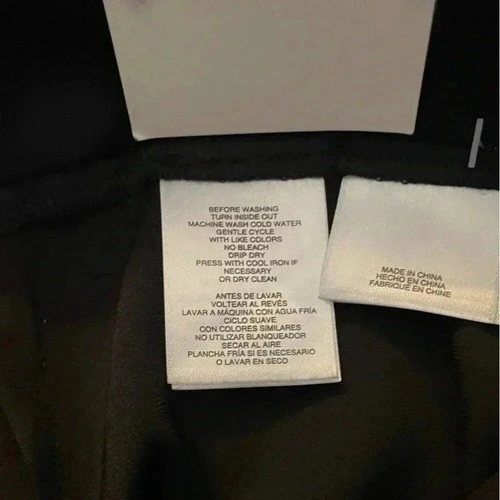 BEFORE WASHING
TURN INSIDE OUT
MACHINE WASH COLD WATER
GENTLE CYCLE
WITH LIKE COLORS
NO BLEACH
DRIP DRY
PRESS WITH COOL IRON IF
NECESSARY
OR DRY CLEAN
ANTES DE LAVAR
VOLTEAR AL REVÉS
LAVAR A MÁQUINA CON AGUA FRÍA
CICLO SUAVE
CON COLORES SIMILARES
NO UTILIZAR BLANQUEADOR
SECAR AL AIRE
PLANCHA FRÍA SI ES NECESARIO
O LAVAR EN SECO
MADE IN CHINA
HECHO EN CHINA
FABRIQUÉ EN CHINE